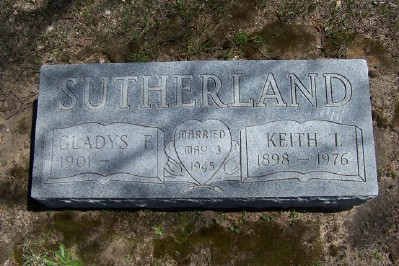 SUTHERLAND
GLADYS E.
1901 -
MARRIED
MAY 3
1945
KEITH I.
1898 - 1976